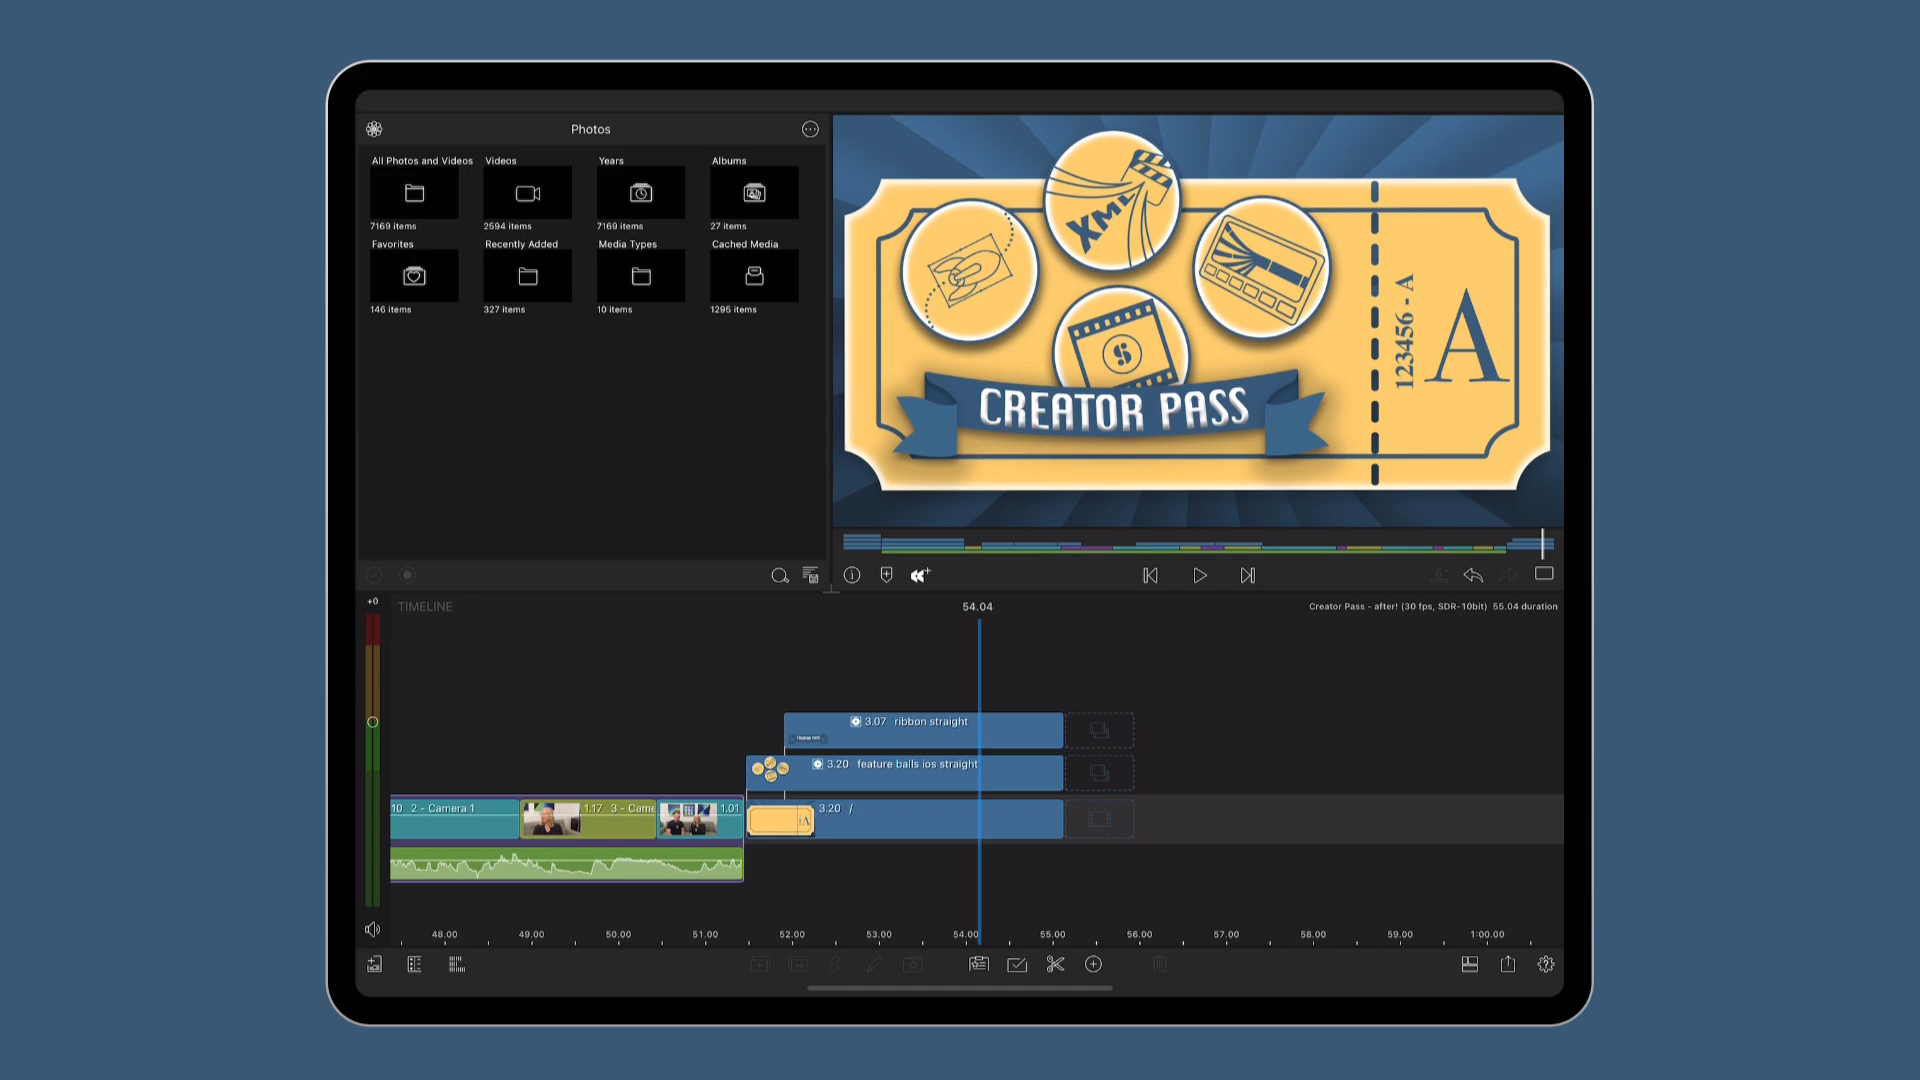 Photos
All Photos and Videos
Videos
Years
Albums
7169 items
2594 items
7169 items
27 items
Favorites
Recently Added
Media Types
Cached Media
146 items
327 items
10 items
1295 items
XML
$
CREATOR PASS
123456 - A
A
+0
TIMELINE
54.04
Creator Pass - after! (30 fps, SDR-10bit) 55.04 duration
3.07 ribbon straight
3.20 feature balls ios straight
10 2 - Camera 1
1.17 3 - Came
1.01
3.20 /
48.00
49.00
50.00
51.00
52.00
53.00
54.00
55.00
56.00
57.00
58.00
59.00
1:00.00